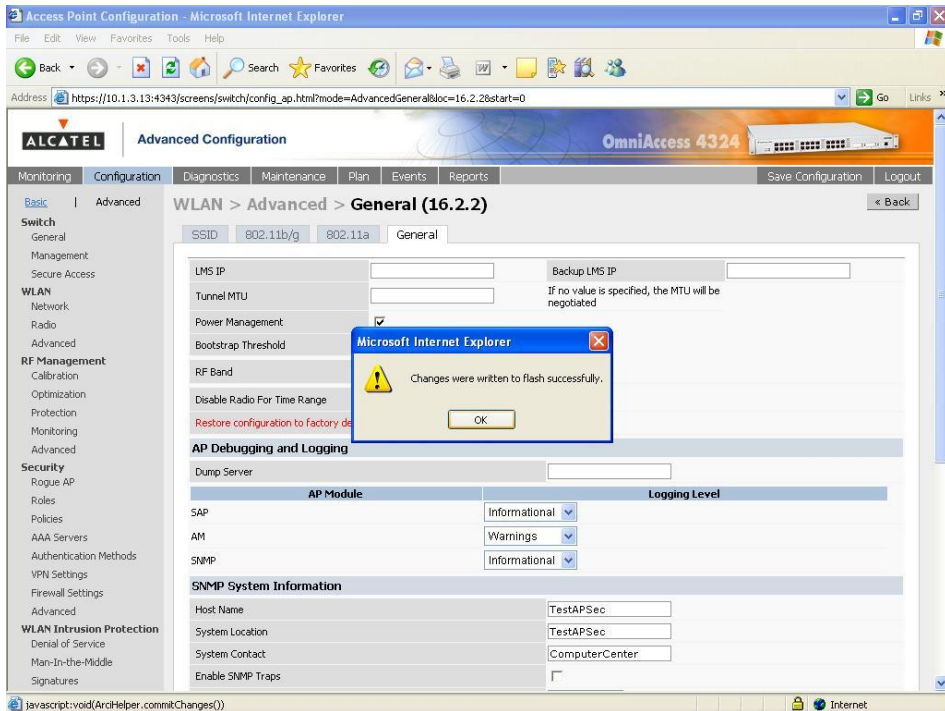 Access Point Configuration - Microsoft Internet Explorer
File Edit View Favorites Tools Help
Back Search Favorites
Address https://10.1.3.13:4343/screens/switch/config_ap.html?mode=AdvancedGeneral&loc=16.2.2&start=0 Go Links »
ALCATEL Advanced Configuration OmniAccess 4324
Monitoring Configuration Diagnostics Maintenance Plan Events Reports Save Configuration Logout
Basic | Advanced
Switch
General
Management
Secure Access
WLAN
Network
Radio
Advanced
RF Management
Calibration
Optimization
Protection
Monitoring
Advanced
Security
Rogue AP
Roles
Policies
AAA Servers
Authentication Methods
VPN Settings
Firewall Settings
Advanced
WLAN Intrusion Protection
Denial of Service
Man-In-the-Middle
Signatures
WLAN > Advanced > General (16.2.2) « Back
SSID 802.11b/g 802.11a General
LMS IP Backup LMS IP
Tunnel MTU If no value is specified, the MTU will be
negotiated
Power Management
Bootstrap Threshold
RF Band
Disable Radio For Time Range
Restore configuration to factory de
Microsoft Internet Explorer
Changes were written to flash successfully.
OK
AP Debugging and Logging
Dump Server
AP Module Logging Level
SAP Informational
AM Warnings
SNMP Informational
SNMP System Information
Host Name TestAPSec
System Location TestAPSec
System Contact ComputerCenter
Enable SNMP Traps
javascript:void(ArciHelper.commitChanges()) Internet